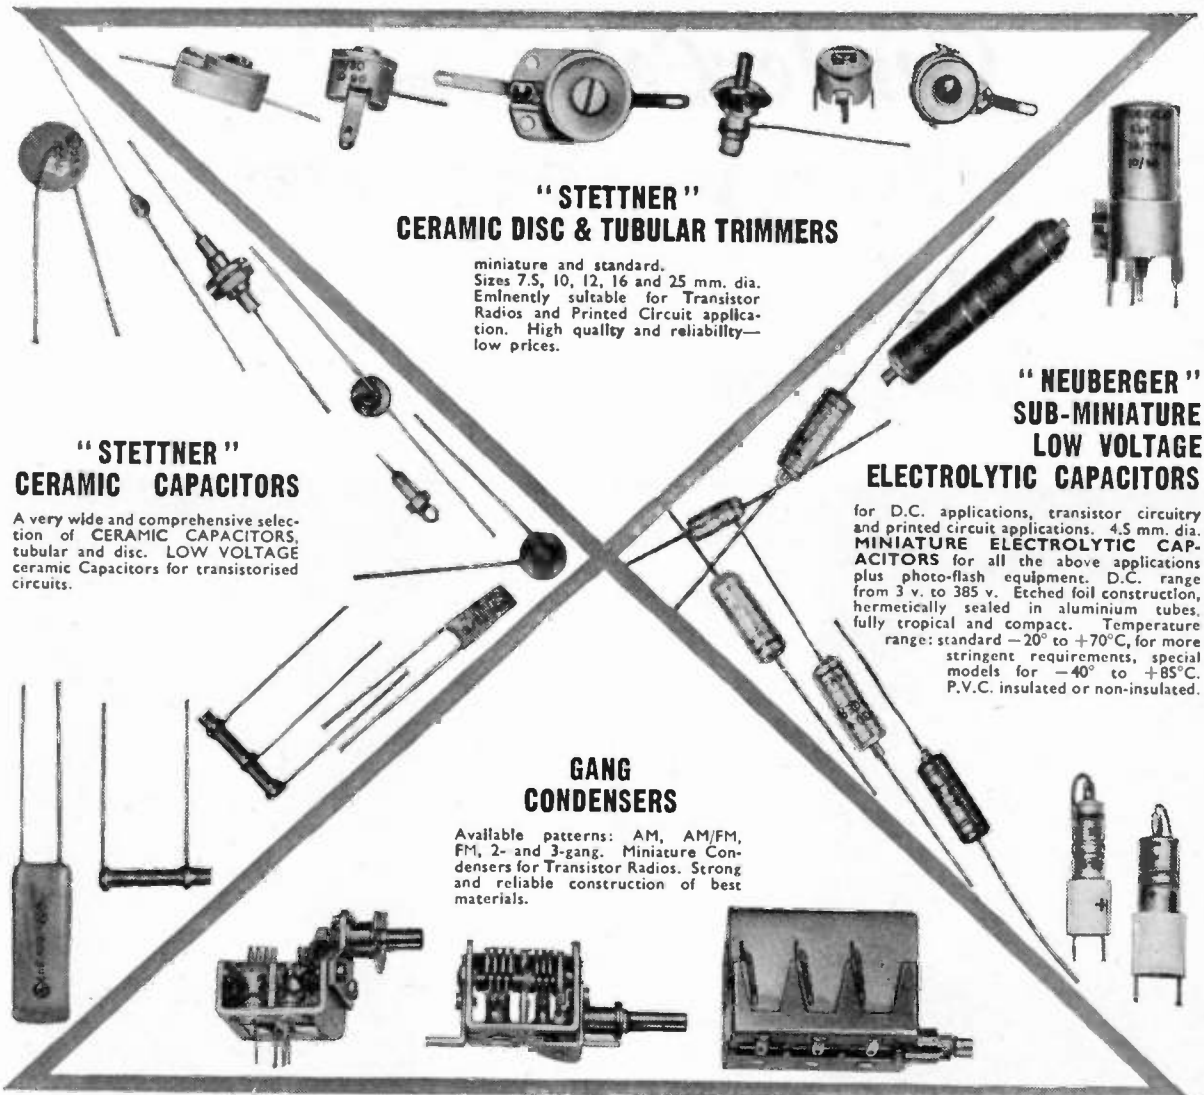 "STETTNER"
CERAMIC DISC & TUBULAR TRIMMERS
miniature and standard.
Sizes 7.5, 10, 12, 16 and 25 mm. dia.
Eminently suitable for Transistor
Radios and Printed Circuit applica-
tion. High quality and reliability—
low prices.
"STETTNER"
CERAMIC CAPACITORS
A very wide and comprehensive selec-
tion of CERAMIC CAPACITORS,
tubular and disc. LOW VOLTAGE
ceramic Capacitors for transistorised
circuits.
"NEUBERGER"
SUB-MINIATURE
LOW VOLTAGE
ELECTROLYTIC CAPACITORS
for D.C. applications, transistor circuitry
and printed circuit applications. 4.5 mm. dia.
MINIATURE ELECTROLYTIC CAP-
ACITORS for all the above applications
plus photo-flash equipment. D.C. range
from 3 v. to 385 v. Etched foil construction,
hermetically sealed in aluminium tubes,
fully tropical and compact. Temperature
range: standard —20° to +70°C, for more
stringent requirements, special
models for —40° to +85°C.
P.V.C. insulated or non-insulated.
GANG
CONDENSERS
Available patterns: AM, AM/FM,
FM, 2- and 3-gang. Miniature Con-
densers for Transistor Radios. Strong
and reliable construction of best
materials.
+